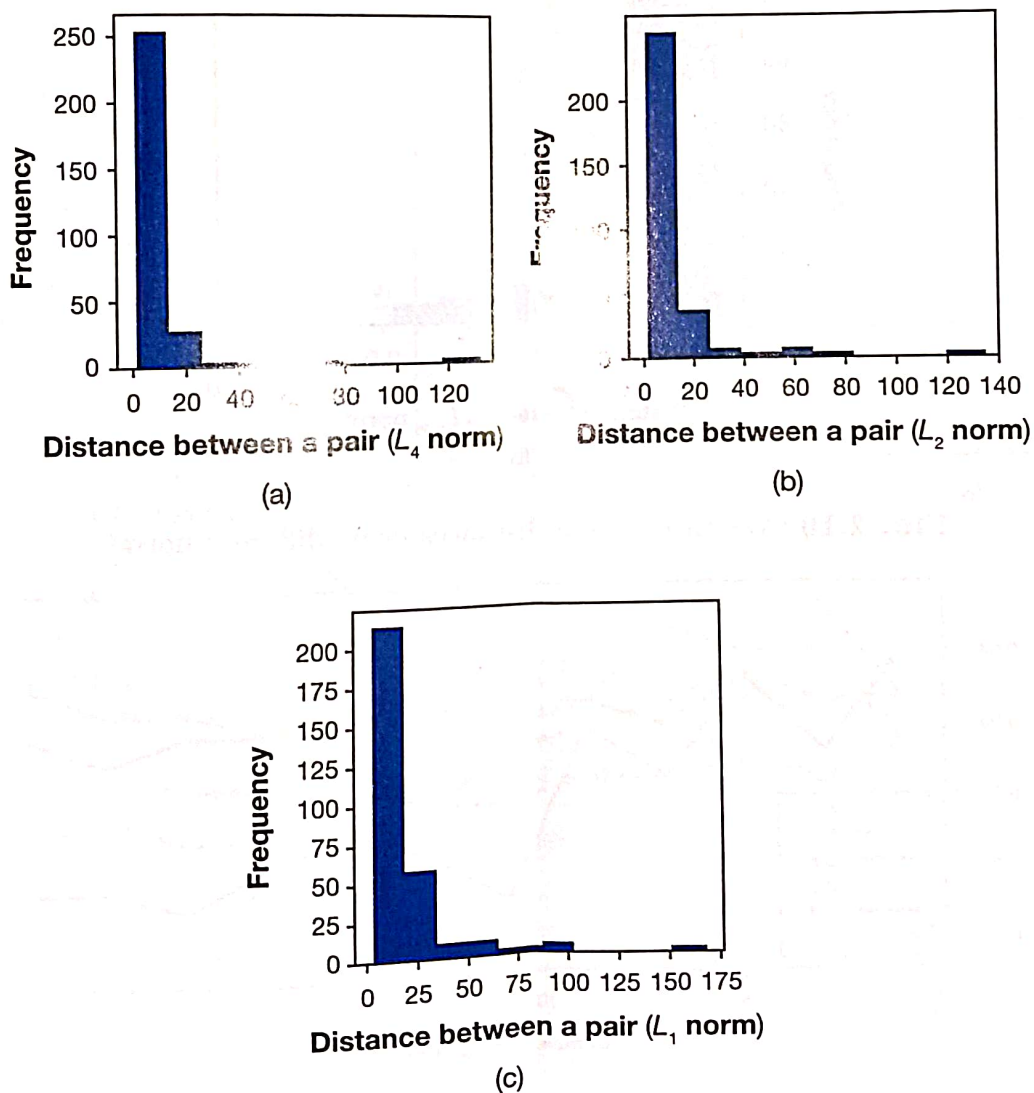 250
200
150
100
50
0
Frequency
0 20 40 80 100 120
Distance between a pair (L₄ norm)
(a)
200
150
Frequency
0 20 40 60 80 100 120 140
Distance between a pair (L₂ norm)
(b)
200
175
150
125
100
75
50
25
0
Frequency
0 25 50 75 100 125 150 175
Distance between a pair (L₁ norm)
(c)